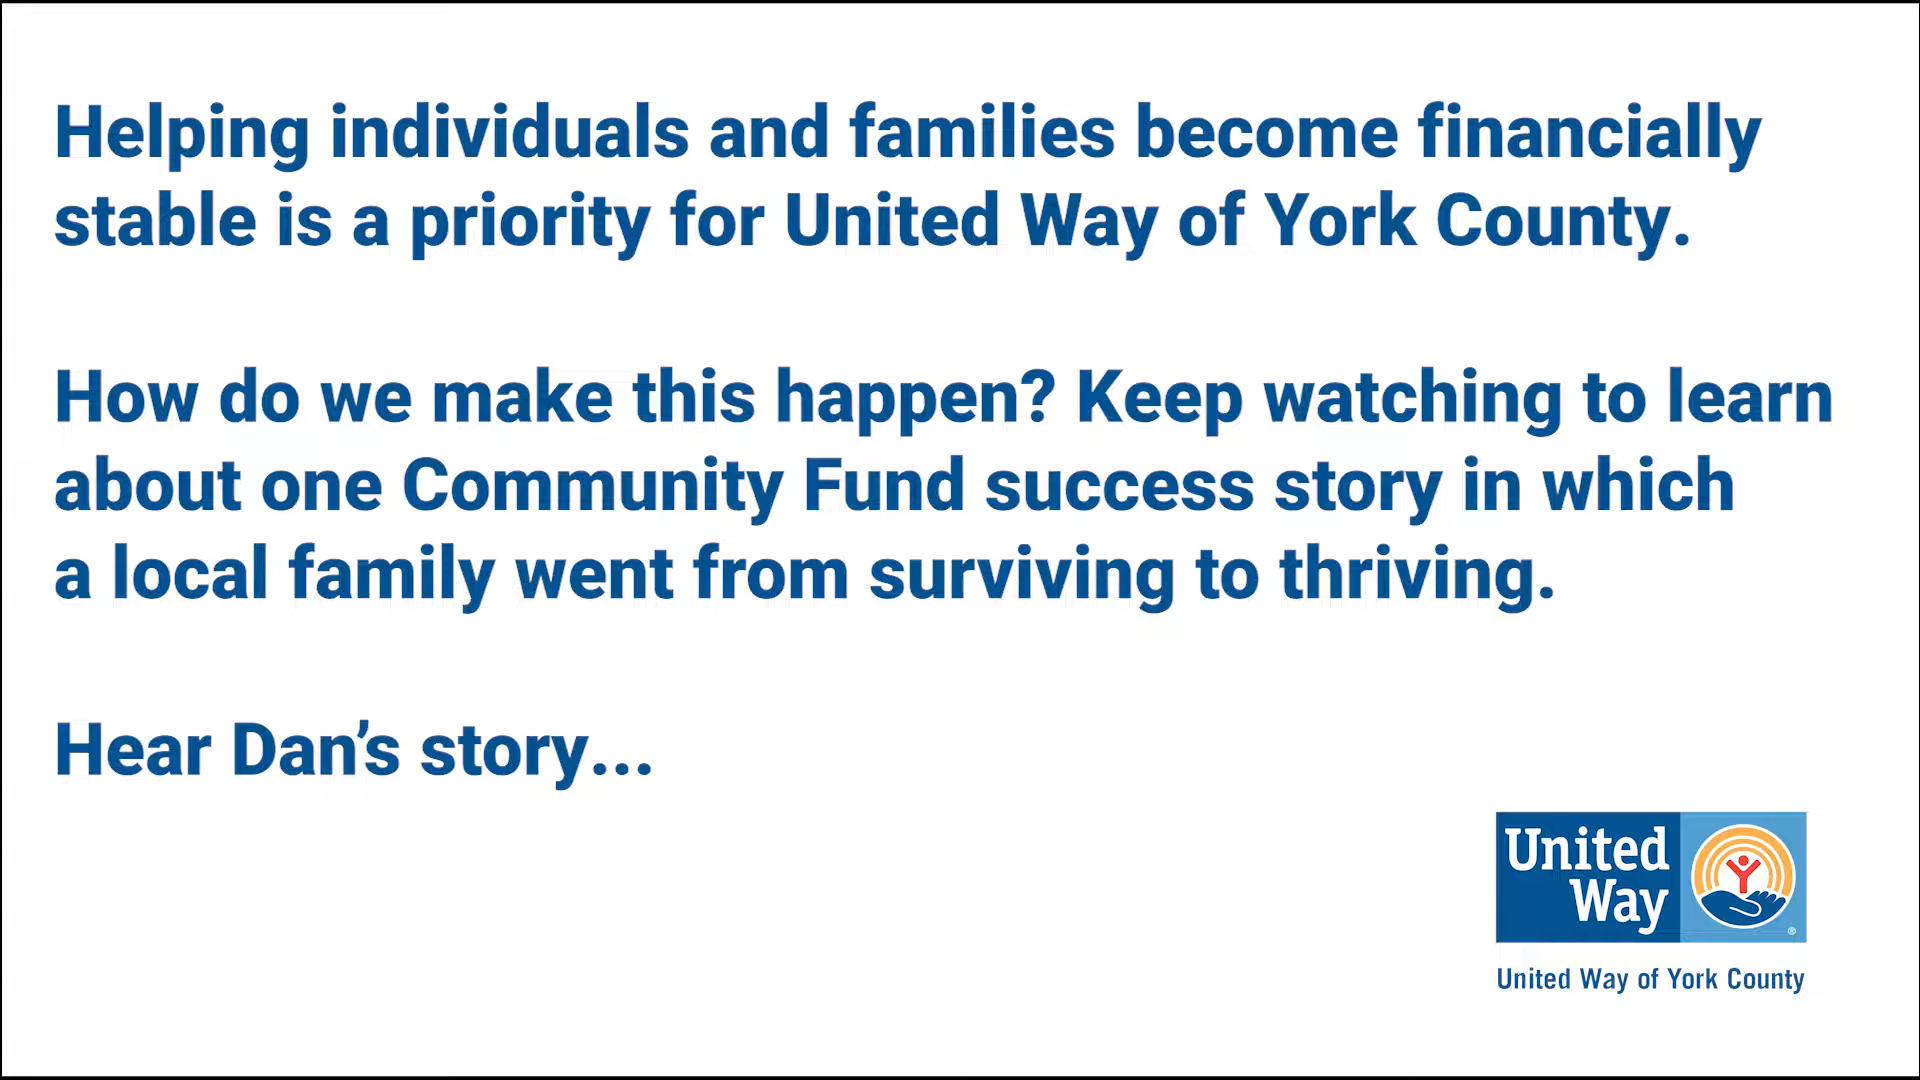 Helping individuals and families become financially
stable is a priority for United Way of York County.
How do we make this happen? Keep watching to learn
about one Community Fund success story in which
a local family went from surviving to thriving.
Hear Dan’s story...
United
Way
®
United Way of York County